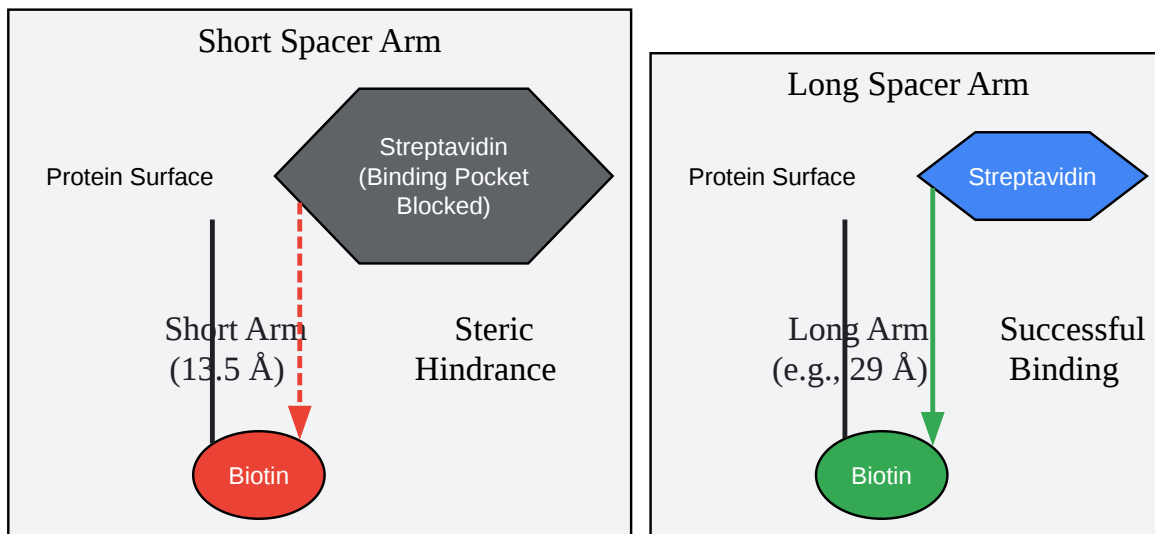 Short Spacer Arm
Streptavidin
(Binding Pocket
Blocked)
Protein Surface
Short Arm
(13.5 Å)
Steric
Hindrance
Biotin
Long Spacer Arm
Protein Surface
Streptavidin
Long Arm
(e.g., 29 Å)
Successful
Binding
Biotin